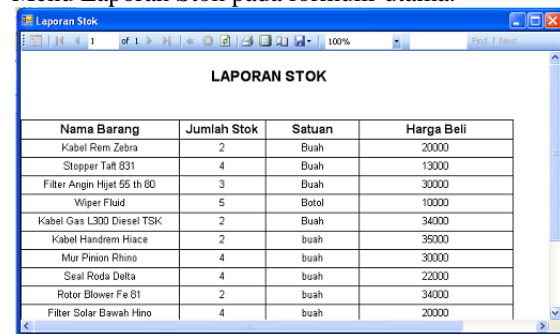 Menu Laporan Stok pada formulir utama.
Laporan Stok
1 of 1 100% Find | Next
LAPORAN STOK
Nama Barang Jumlah Stok Satuan Harga Beli
Kabel Rem Zebra 2 Buah 20000
Stopper Taft 831 4 Buah 13000
Filter Angin Hijet 55 th 80 3 Buah 30000
Wiper Fluid 5 Botol 10000
Kabel Gas L300 Diesel TSK 2 Buah 34000
Kabel Handrem Hiace 2 buah 35000
Mur Pinion Rhino 4 buah 30000
Seal Roda Delta 4 buah 22000
Rotor Blower Fe 81 2 buah 34000
Filter Solar Bawah Hino 4 buah 20000